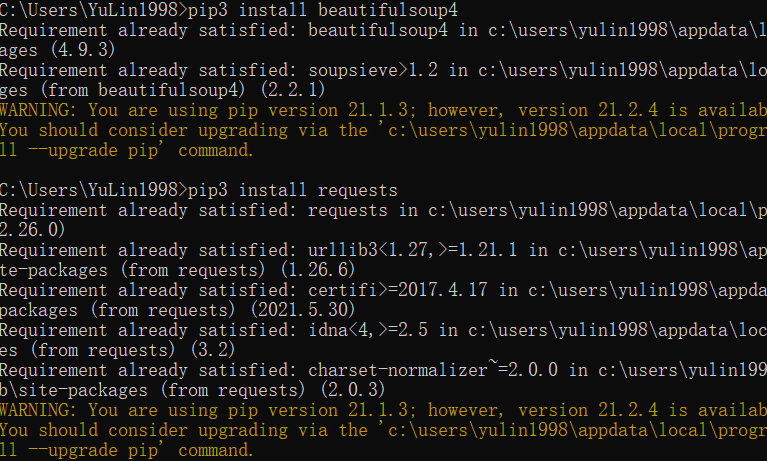 C:\Users\YuLin1998>pip3 install beautifulsoup4
Requirement already satisfied: beautifulsoup4 in c:\users\yulin1998\appdata\l
ages (4.9.3)
Requirement already satisfied: soupsieve>1.2 in c:\users\yulin1998\appdata\lo
ges (from beautifulsoup4) (2.2.1)
WARNING: You are using pip version 21.1.3; however, version 21.2.4 is availab
You should consider upgrading via the 'c:\users\yulin1998\appdata\local\progr
ll --upgrade pip' command.
C:\Users\YuLin1998>pip3 install requests
Requirement already satisfied: requests in c:\users\yulin1998\appdata\local\p
2.26.0)
Requirement already satisfied: urllib3<1.27,>=1.21.1 in c:\users\yulin1998\ap
te-packages (from requests) (1.26.6)
Requirement already satisfied: certifi>=2017.4.17 in c:\users\yulin1998\appda
packages (from requests) (2021.5.30)
Requirement already satisfied: idna<4,>=2.5 in c:\users\yulin1998\appdata\loc
es (from requests) (3.2)
Requirement already satisfied: charset-normalizer~=2.0.0 in c:\users\yulin199
b\site-packages (from requests) (2.0.3)
WARNING: You are using pip version 21.1.3; however, version 21.2.4 is availab
You should consider upgrading via the 'c:\users\yulin1998\appdata\local\progr
ll --upgrade pip' command.